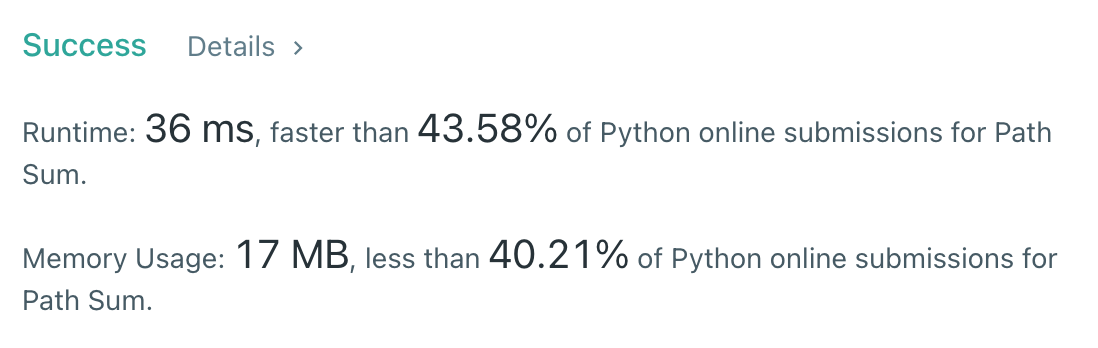 Success Details >
Runtime: 36 ms, faster than 43.58% of Python online submissions for Path
Sum.
Memory Usage: 17 MB, less than 40.21% of Python online submissions for
Path Sum.